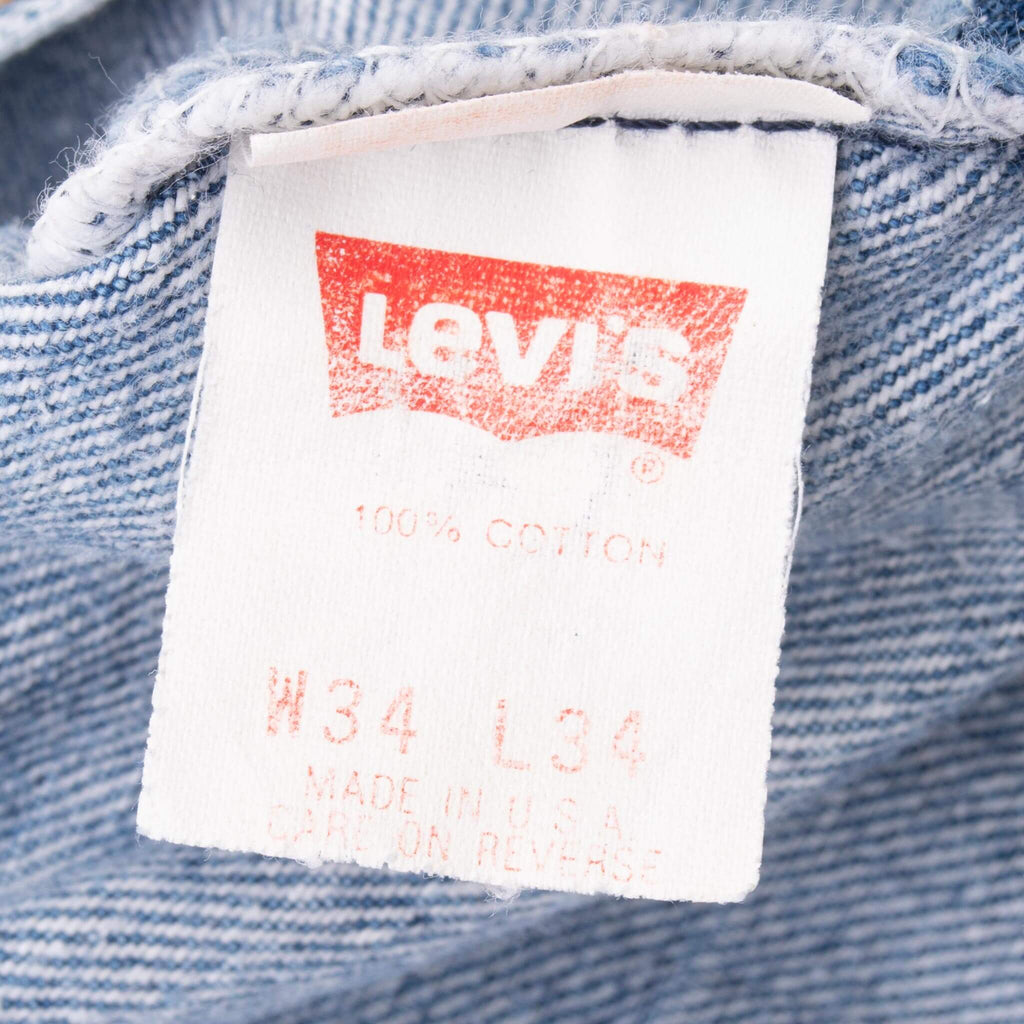 Levi's
®
100% COTTON
W34 L34
MADE IN U.S.A.
CARE ON REVERSE